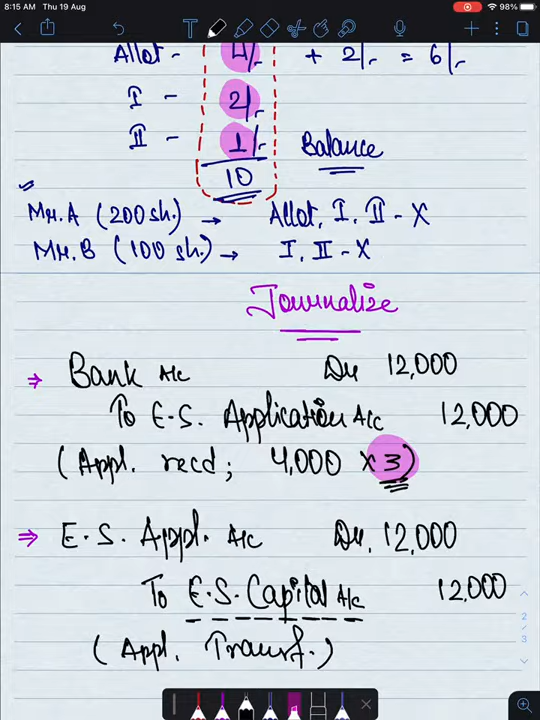 8:15 AM Thu 19 Aug
98%
Allot - 4/- + 2/- = 6/-
I - 2/-
II - 1/- Balance
10
Mr.A (200 sh.) → Allot, I, II - X
Mr.B (100 sh.) → I, II - X
Journalize
⇒ Bank A/c Dr. 12,000
To E.S. Application A/c 12,000
(Appl. recd; 4,000 x 3)
⇒ E.S. Appl. A/c Dr. 12,000
To E.S. Capital A/c 12,000
(Appl. Transf.)
2
3